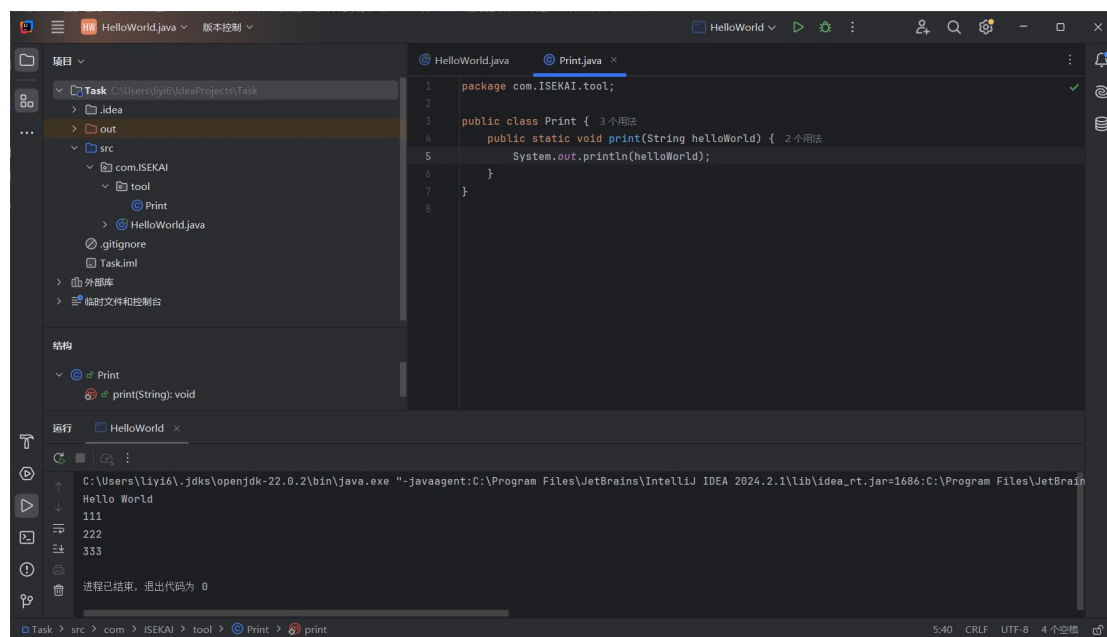 HW HelloWorld.java 版本控制 HelloWorld
项目
Task C:\Users\liyi6\IdeaProjects\Task
.idea
out
src
com.ISEKAI
tool
Print
HelloWorld.java
.gitignore
Task.iml
外部库
临时文件和控制台
结构
Print
print(String): void
HelloWorld.java Print.java
1 package com.ISEKAI.tool;
2
3 public class Print { 3个用法
4 public static void print(String helloWorld) { 2个用法
5 System.out.println(helloWorld);
6 }
7 }
8
运行 HelloWorld
C:\Users\liyi6\.jdks\openjdk-22.0.2\bin\java.exe "-javaagent:C:\Program Files\JetBrains\IntelliJ IDEA 2024.2.1\lib\idea_rt.jar=1686:C:\Program Files\JetBrain
Hello World
111
222
333
进程已结束，退出代码为 0
Task > src > com > ISEKAI > tool > Print > print 5:40 CRLF UTF-8 4个空格